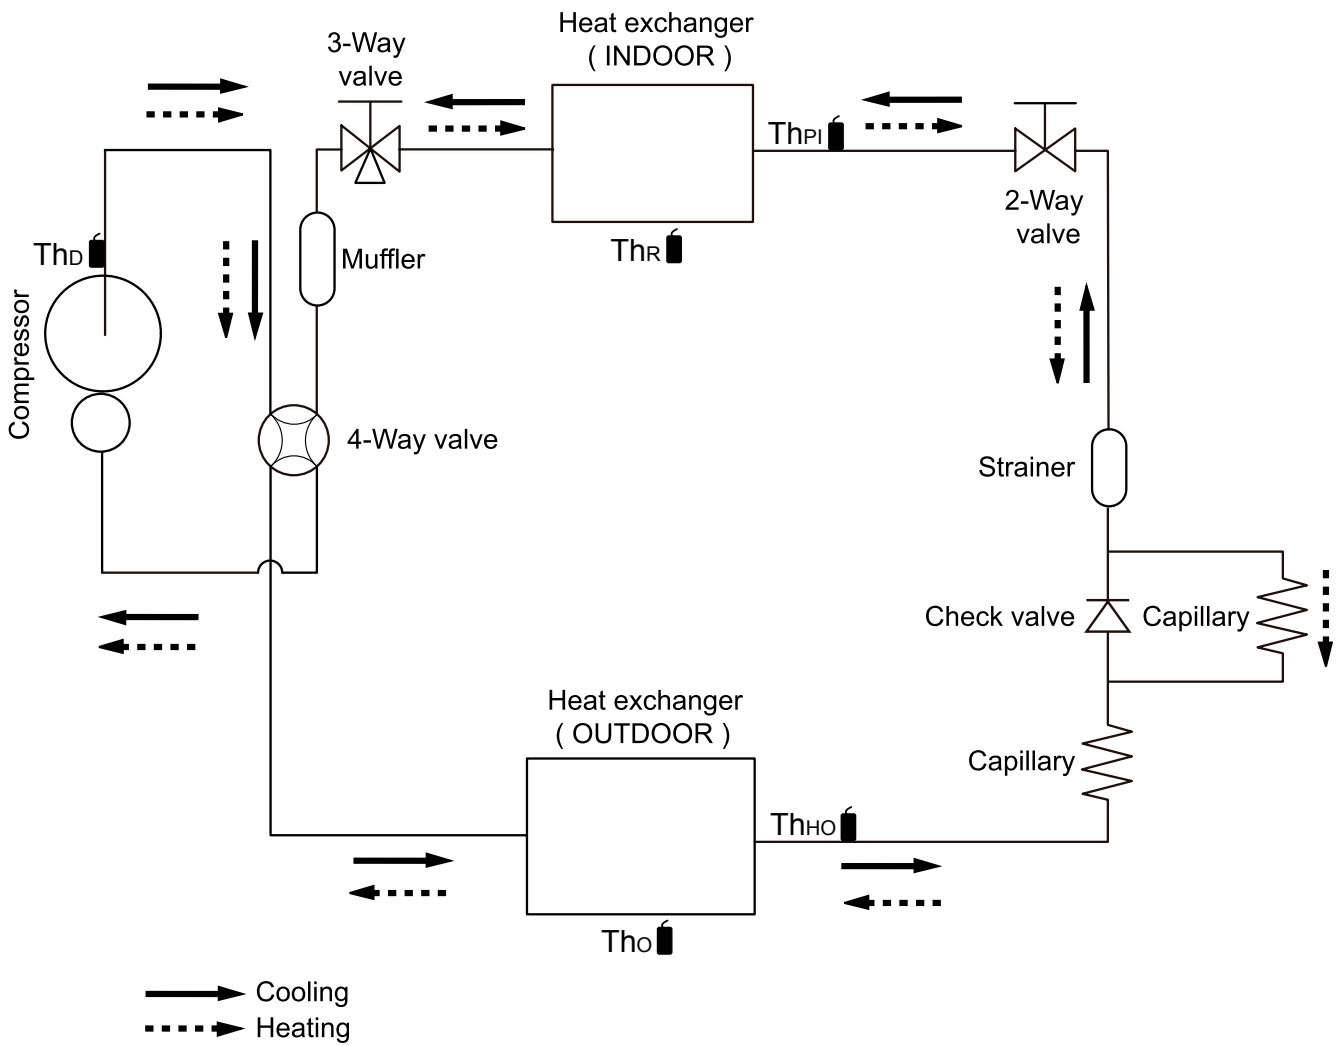 Heat exchanger
( INDOOR )
3-Way
valve
ThPI
2-Way
valve
ThD
Muffler
ThR
Compressor
4-Way valve
Strainer
Check valve
Capillary
Heat exchanger
( OUTDOOR )
Capillary
ThHO
ThO
Cooling
Heating